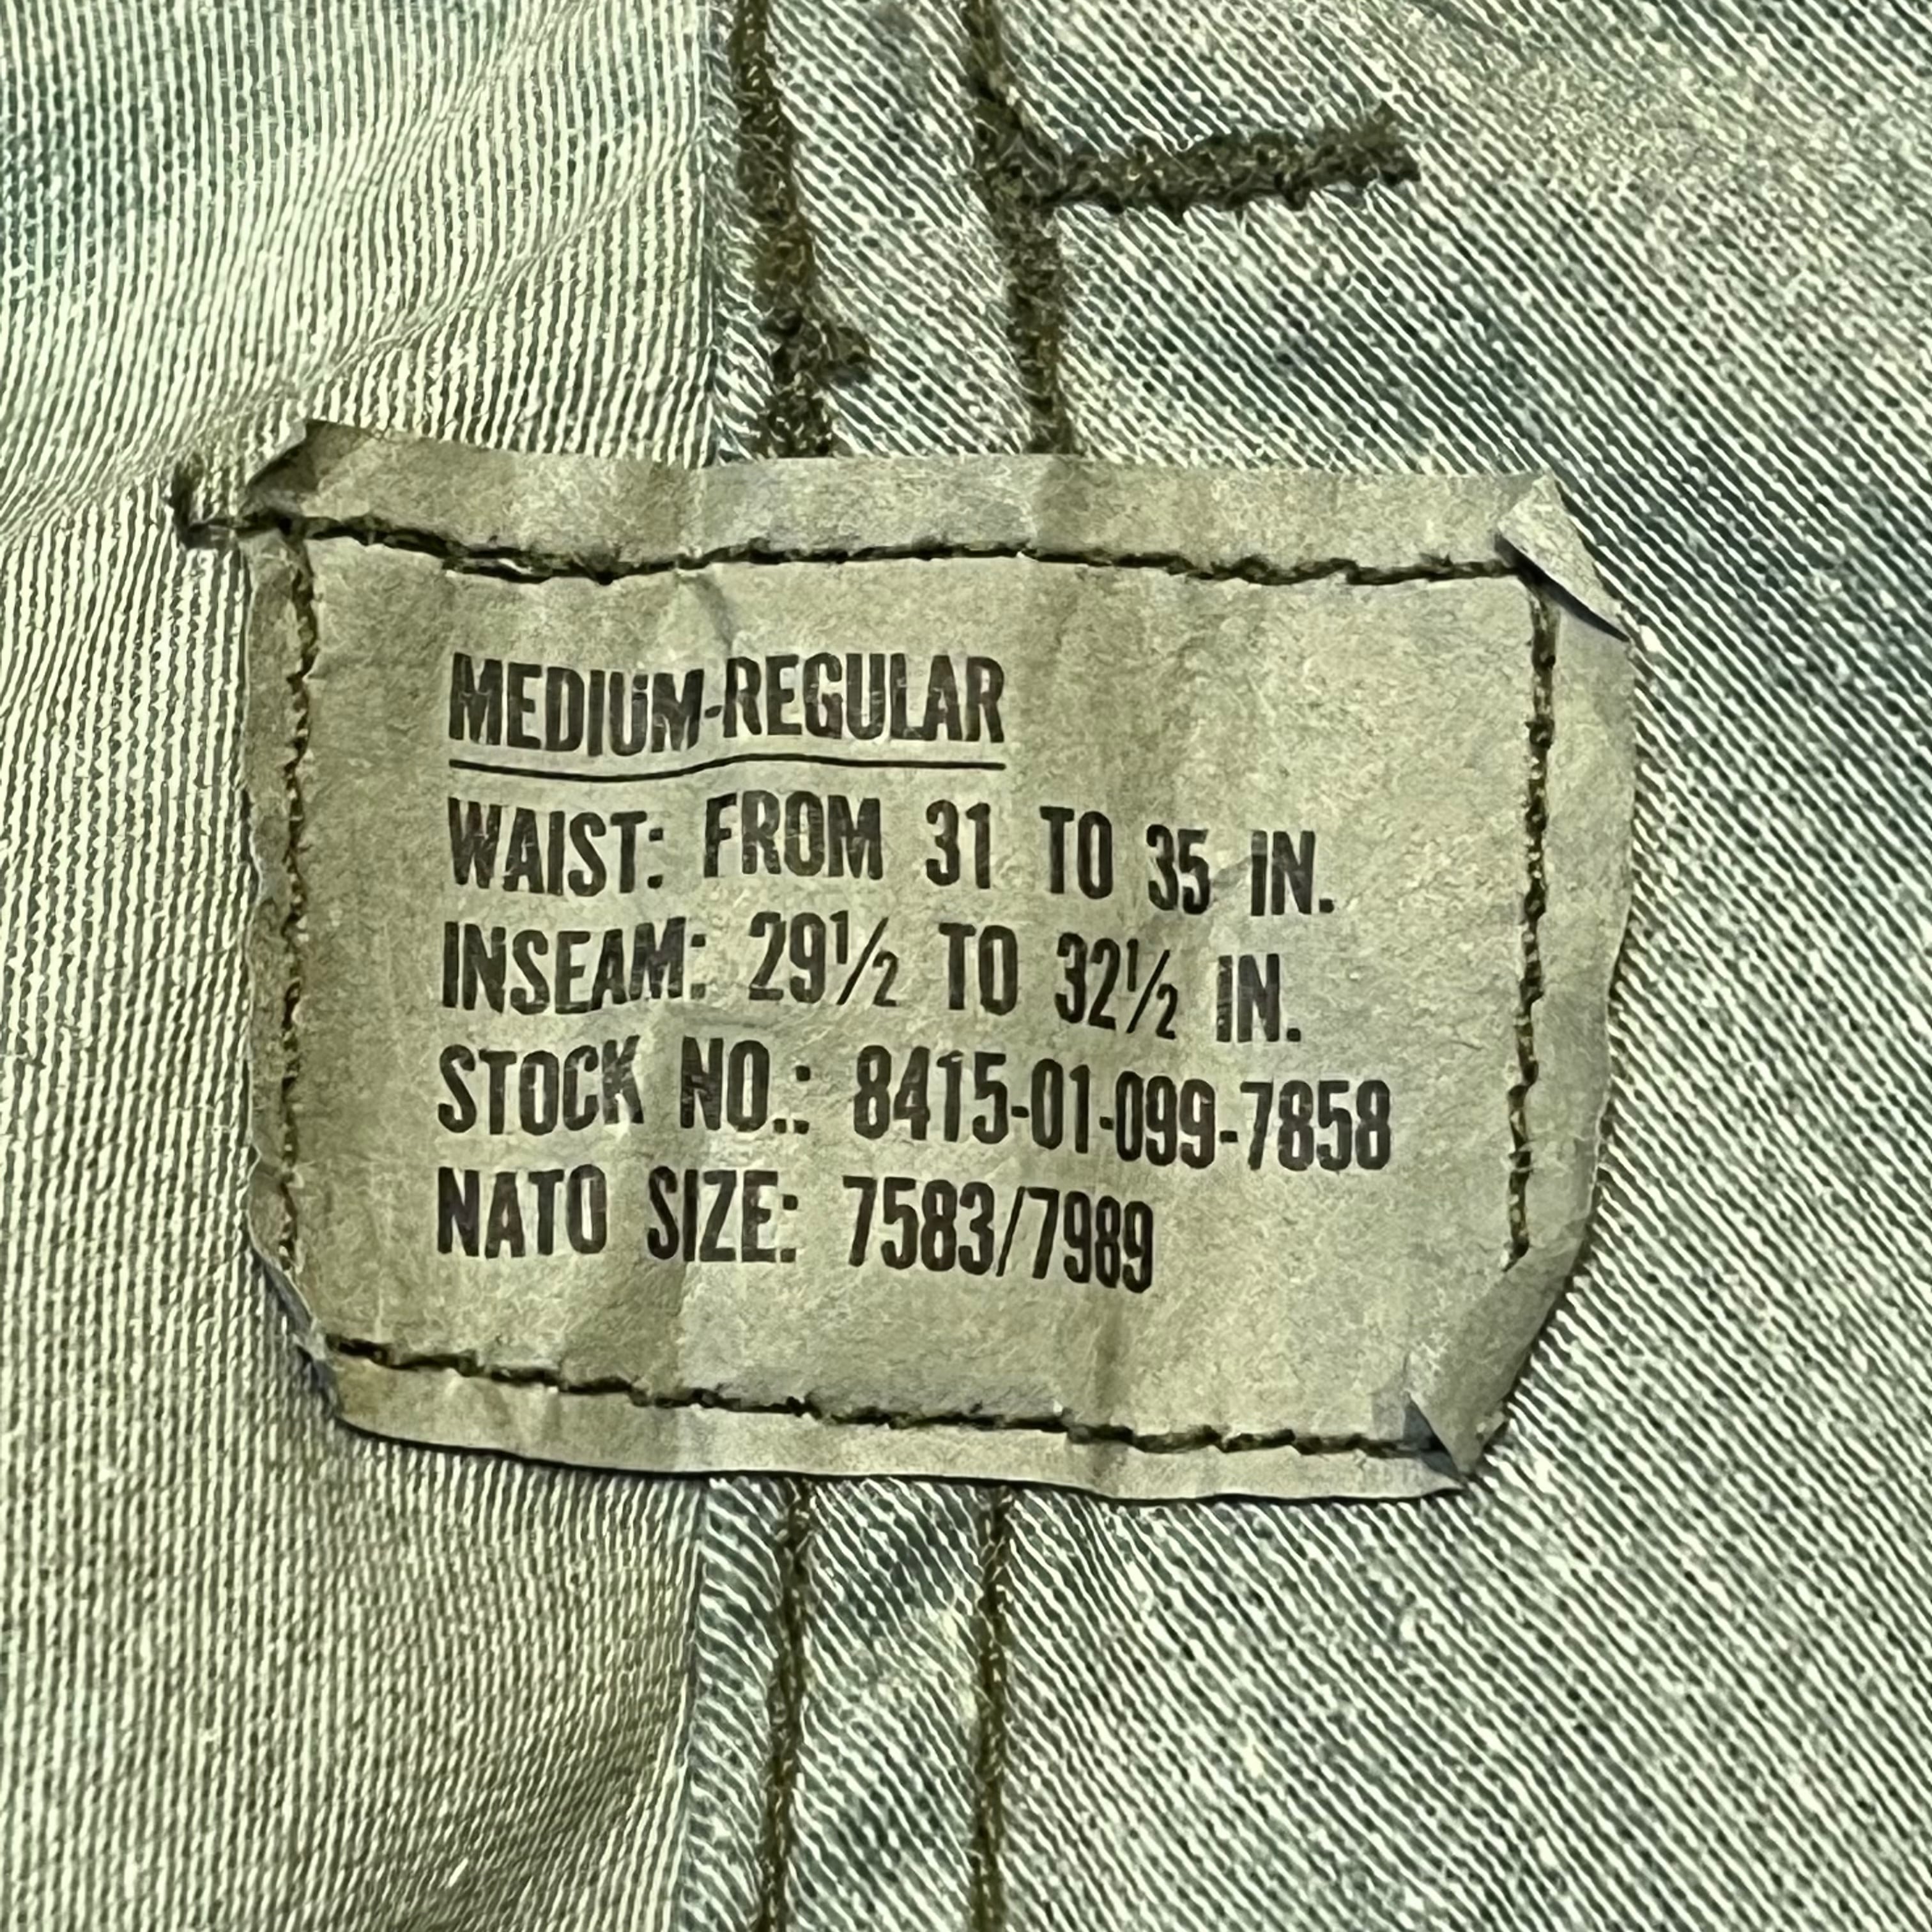 MEDIUM-REGULAR
WAIST: FROM 31 TO 35 IN.
INSEAM: 29½ TO 32½ IN.
STOCK NO.: 8415-01-099-7858
NATO SIZE: 7583/7989